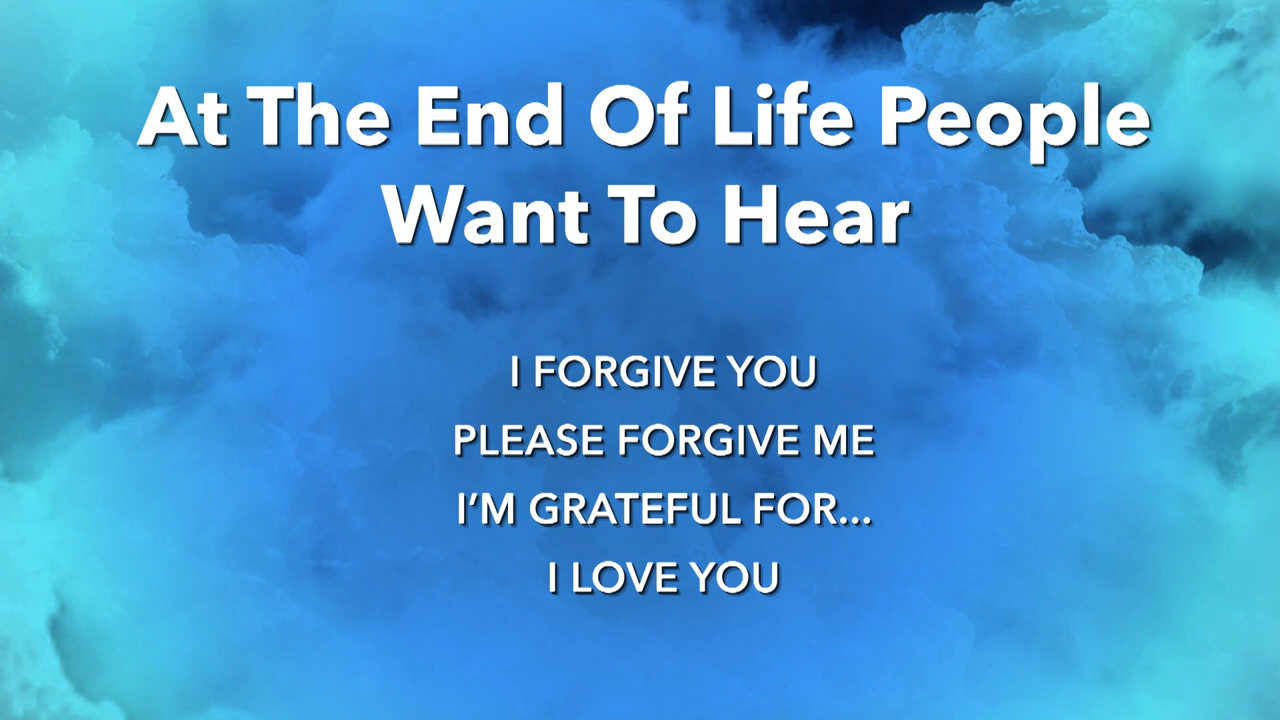 At The End Of Life People
Want To Hear
I FORGIVE YOU
PLEASE FORGIVE ME
I’M GRATEFUL FOR...
I LOVE YOU